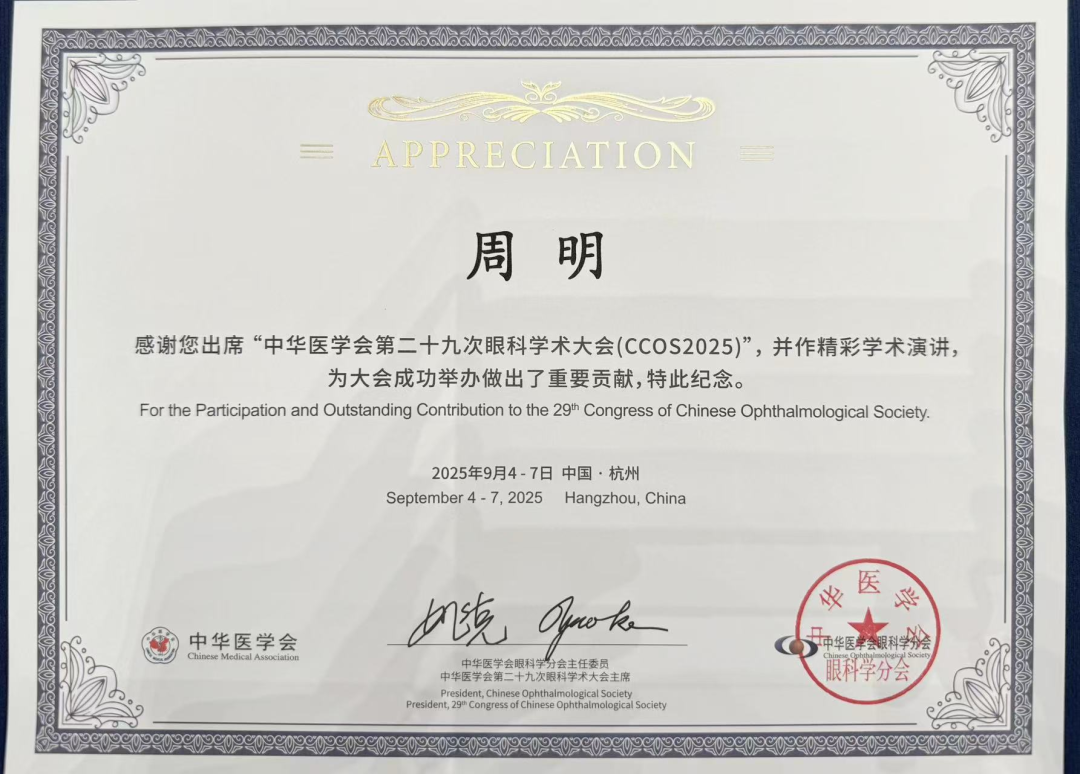 APPRECIATION
周 明
感谢您出席“中华医学会第二十九次眼科学术大会(CCOS2025)”，并作精彩学术演讲，
为大会成功举办做出了重要贡献，特此纪念。
For the Participation and Outstanding Contribution to the 29th Congress of Chinese Ophthalmological Society.
2025年9月4 - 7日 中国 · 杭州
September 4 - 7, 2025 Hangzhou, China
中华医学会
Chinese Medical Association
中华医学会眼科学分会主任委员
中华医学会第二十九次眼科学术大会主席
President, Chinese Ophthalmological Society
President, 29th Congress of Chinese Ophthalmological Society
中华医学会
中华医学会眼科学分会
Chinese Ophthalmological Society
眼科学分会